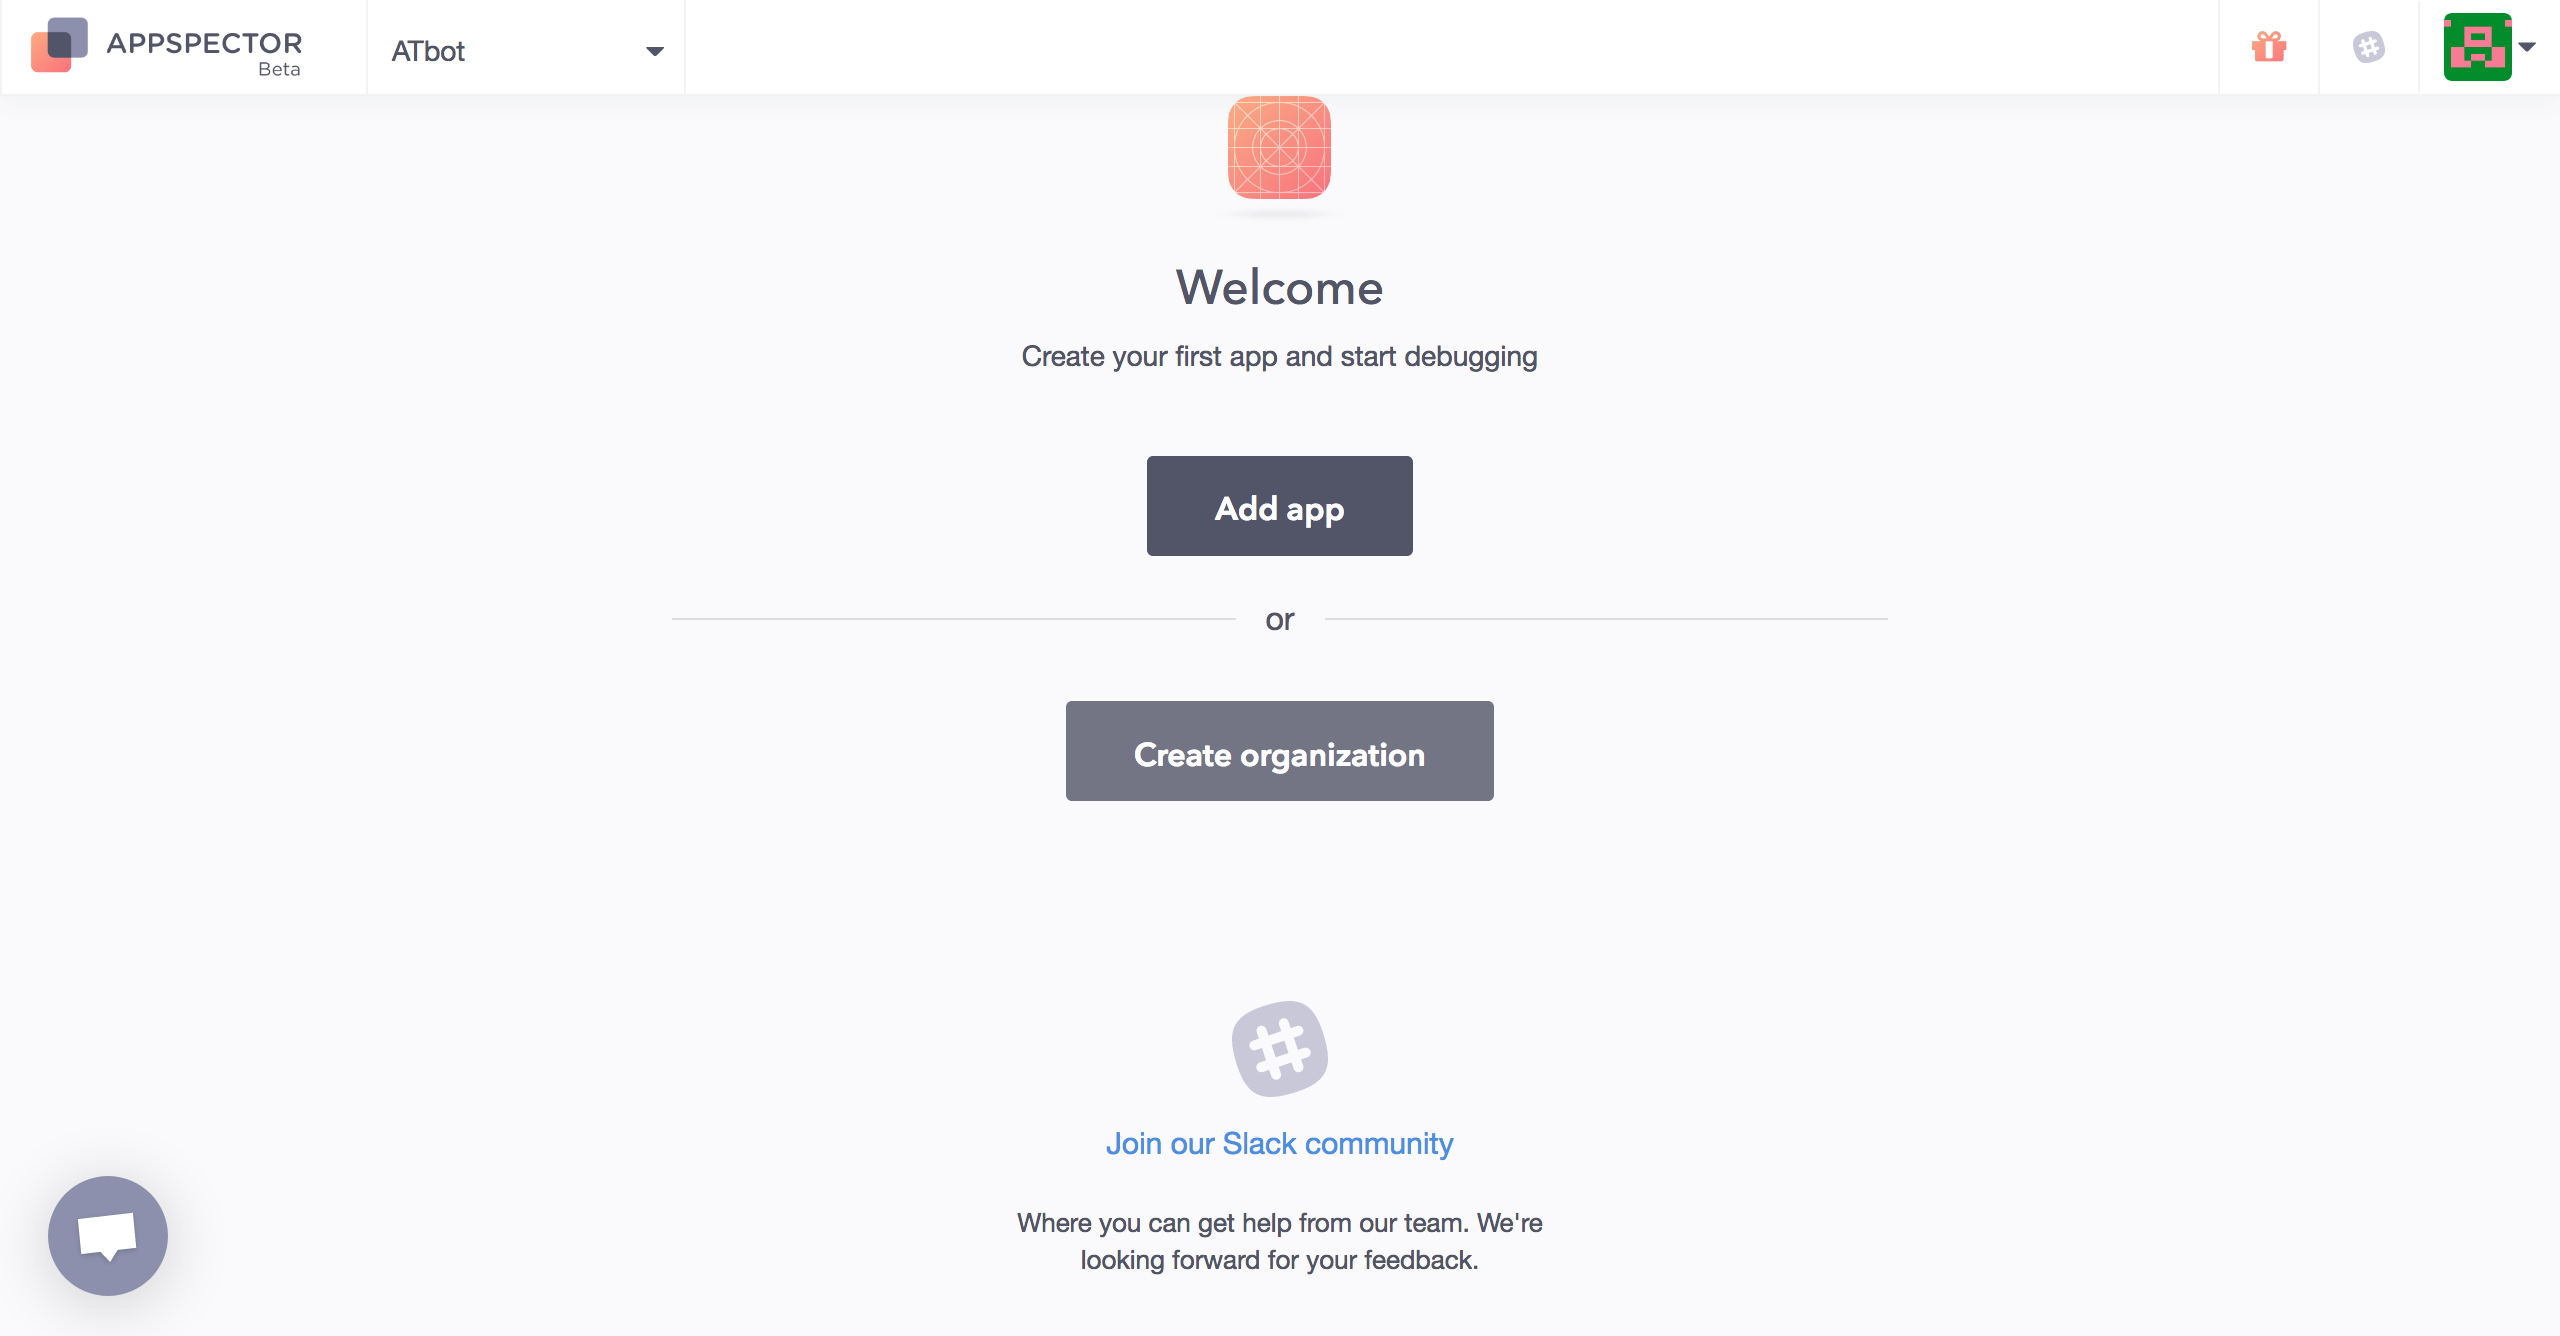 APPSPECTOR
Beta
ATbot
Welcome
Create your first app and start debugging
Add app
or
Create organization
Join our Slack community
Where you can get help from our team. We're
looking forward for your feedback.